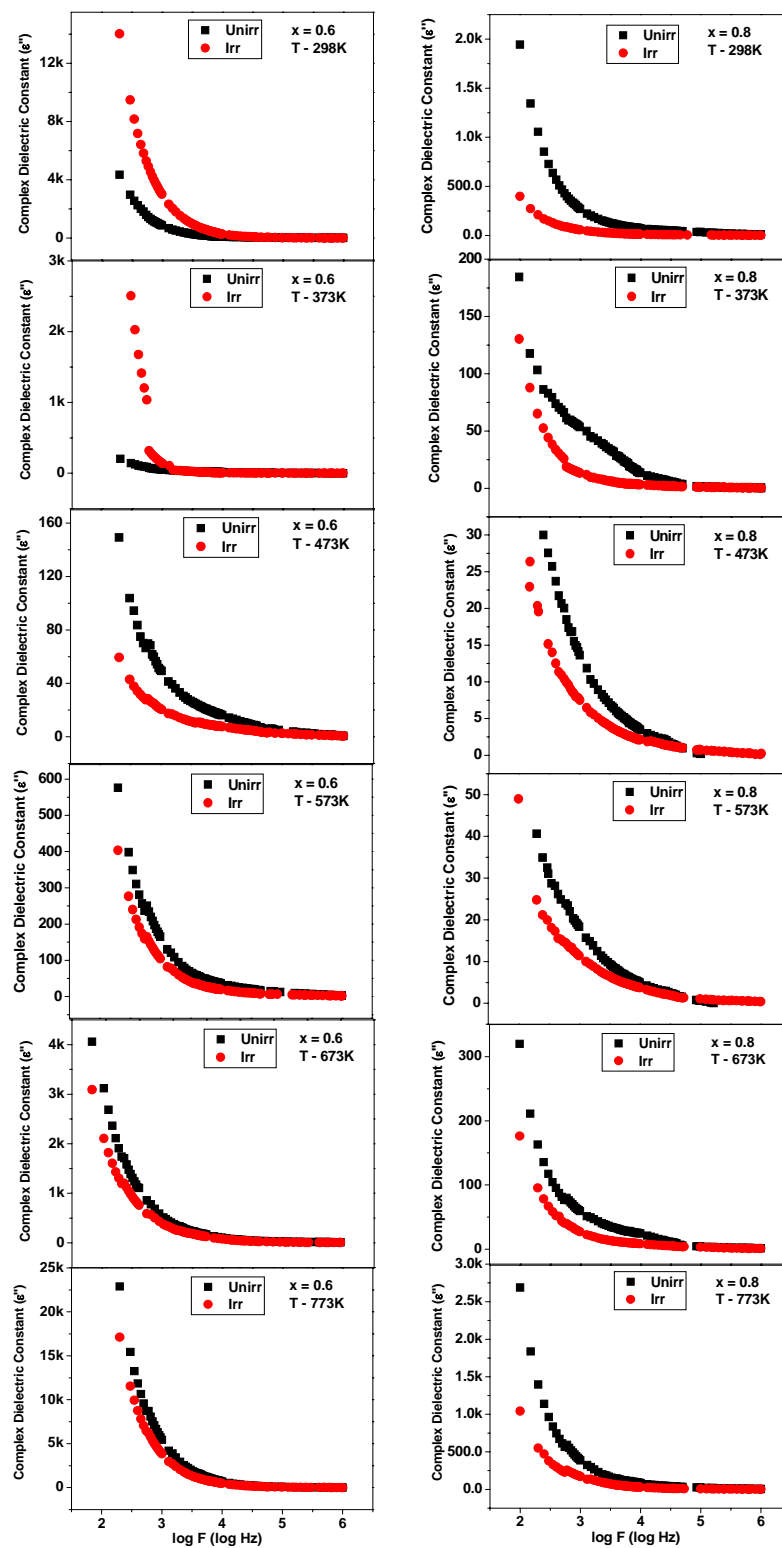 Complex Dielectric Constant (ε'')
12k
8k
4k
0
Unirr
Irr
x = 0.6
T - 298K
Complex Dielectric Constant (ε'')
3k
2k
1k
0
Unirr
Irr
x = 0.6
T - 373K
Complex Dielectric Constant (ε'')
160
120
80
40
0
Unirr
Irr
x = 0.6
T - 473K
Complex Dielectric Constant (ε'')
600
500
400
300
200
100
0
Unirr
Irr
x = 0.6
T - 573K
Complex Dielectric Constant (ε'')
4k
3k
2k
1k
0
Unirr
Irr
x = 0.6
T - 673K
Complex Dielectric Constant (ε'')
25k
20k
15k
10k
5k
0
Unirr
Irr
x = 0.6
T - 773K
2 3 4 5 6
log F (log Hz)
Complex Dielectric Constant (ε'')
2.0k
1.5k
1.0k
500.0
0.0
Unirr
Irr
x = 0.8
T - 298K
Complex Dielectric Constant (ε'')
200
150
100
50
0
Unirr
Irr
x = 0.8
T - 373K
Complex Dielectric Constant (ε'')
30
25
20
15
10
5
0
Unirr
Irr
x = 0.8
T - 473K
Complex Dielectric Constant (ε'')
50
40
30
20
10
0
Unirr
Irr
x = 0.8
T - 573K
Complex Dielectric Constant (ε'')
300
200
100
0
Unirr
Irr
x = 0.8
T - 673K
Complex Dielectric Constant (ε'')
3.0k
2.5k
2.0k
1.5k
1.0k
500.0
0.0
Unirr
Irr
x = 0.8
T - 773K
2 3 4 5 6
log F (log Hz)